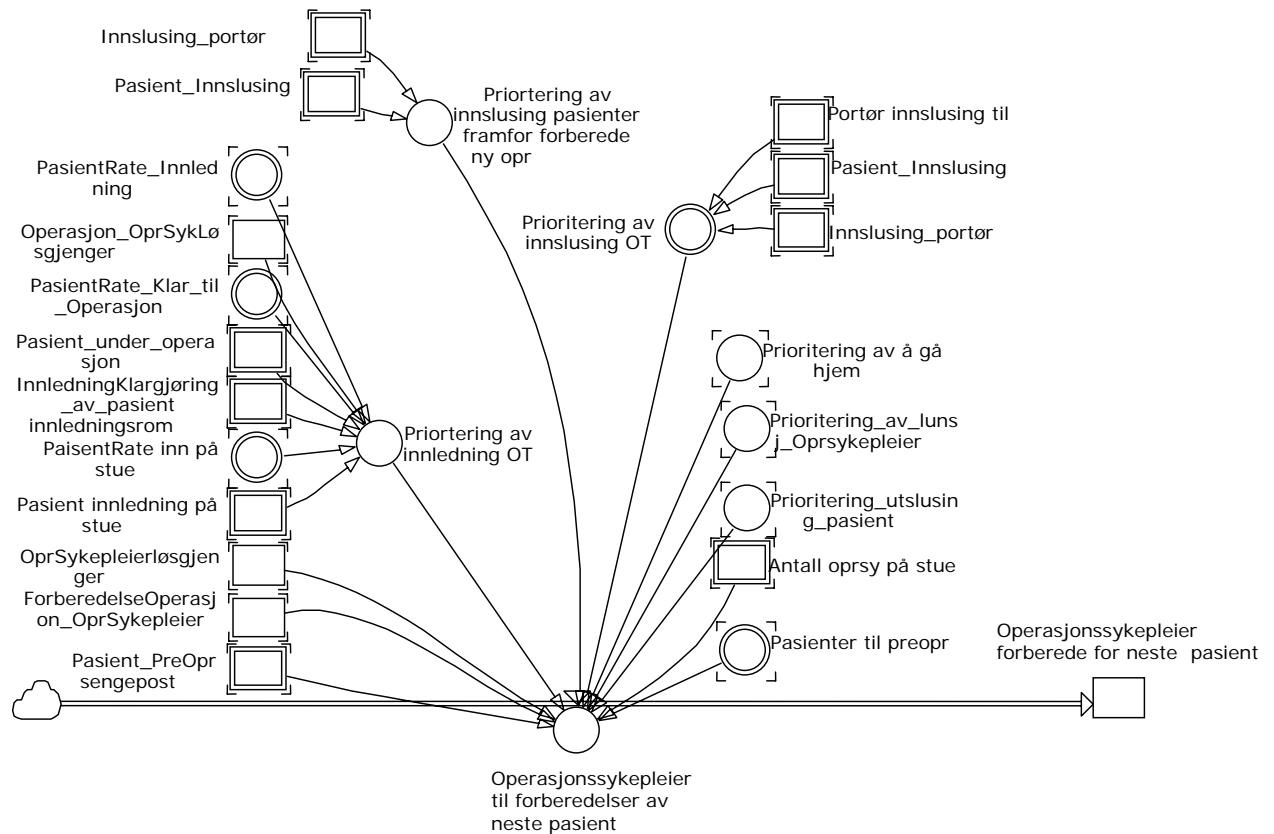 Innslusing_portør
Pasient_Innslusing
Priortering av
innslusing pasienter
framfor forberede
ny opr
Portør innslusing til
Pasient_Innslusing
Innslusing_portør
Prioritering av
innslusing OT
PasientRate_Innled
ning
Operasjon_OprSykLø
sgjenger
PasientRate_Klar_til
_Operasjon
Pasient_under_opera
sjon
InnledningKlargjøring
_av_pasient
innledningsrom
PaisentRate inn på
stue
Pasient innledning på
stue
OprSykepleierløsgjen
ger
ForberedelseOperasj
on_OprSykepleier
Pasient_PreOpr
sengepost
Priortering av
innledning OT
Prioritering av å gå
hjem
Prioritering_av_luns
j_Oprsykepleier
Prioritering_utslusin
g_pasient
Antall oprsy på stue
Pasienter til preopr
Operasjonssykepleier
forberede for neste  pasient
Operasjonssykepleier
til forberedelser av
neste pasient